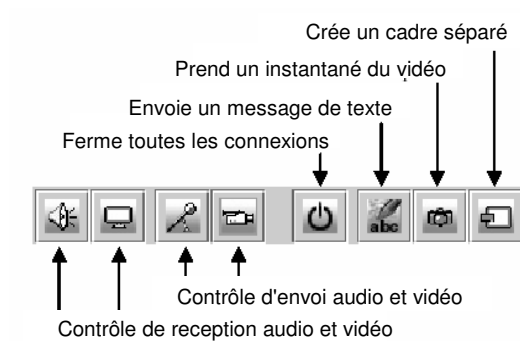 Crée un cadre séparé
Prend un instantané du vidéo
Envoie un message de texte
Ferme toutes les connexions
abc
Contrôle d'envoi audio et vidéo
Contrôle de reception audio et vidéo